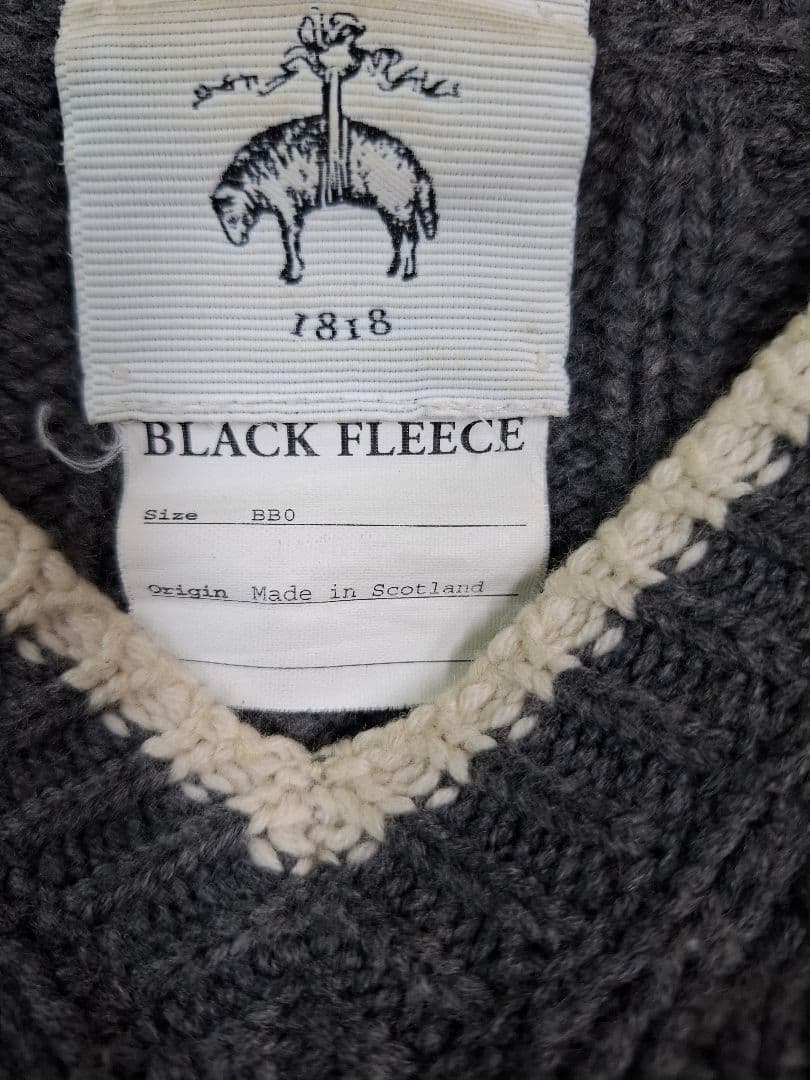 1818
BLACK FLEECE
Size BB0
Origin Made in Scotland